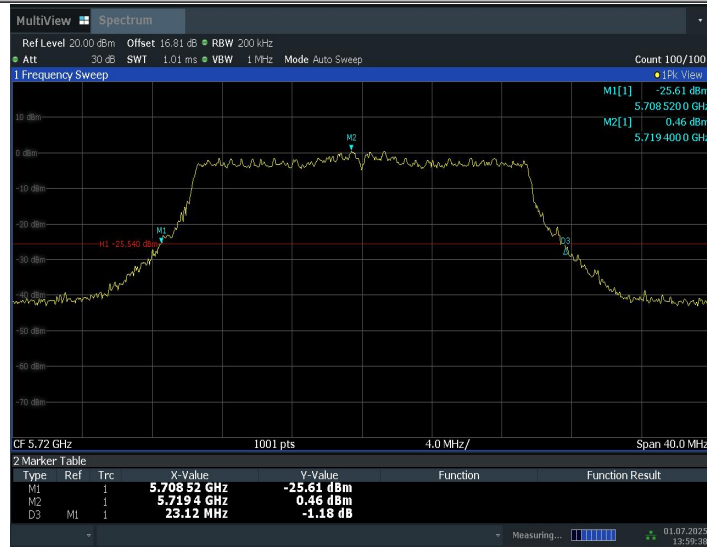 MultiView Spectrum
Ref Level 20.00 dBm Offset 16.81 dB RBW 200 kHz
Att 30 dB SWT 1.01 ms VBW 1 MHz Mode Auto Sweep Count 100/100
1 Frequency Sweep 1Pk View
M1[1] -25.61 dBm
5.708 520 0 GHz
M2[1] 0.46 dBm
5.719 400 0 GHz
10 dBm
M2
0 dBm
-10 dBm
-20 dBm
M1
H1 -25.540 dBm
D3
-30 dBm
-40 dBm
-50 dBm
-60 dBm
-70 dBm
CF 5.72 GHz 1001 pts 4.0 MHz/ Span 40.0 MHz
2 Marker Table
Type Ref Trc X-Value Y-Value Function Function Result
M1 1 5.708 52 GHz -25.61 dBm
M2 1 5.719 4 GHz 0.46 dBm
D3 M1 1 23.12 MHz -1.18 dB
Measuring... 01.07.2025
13:59:38